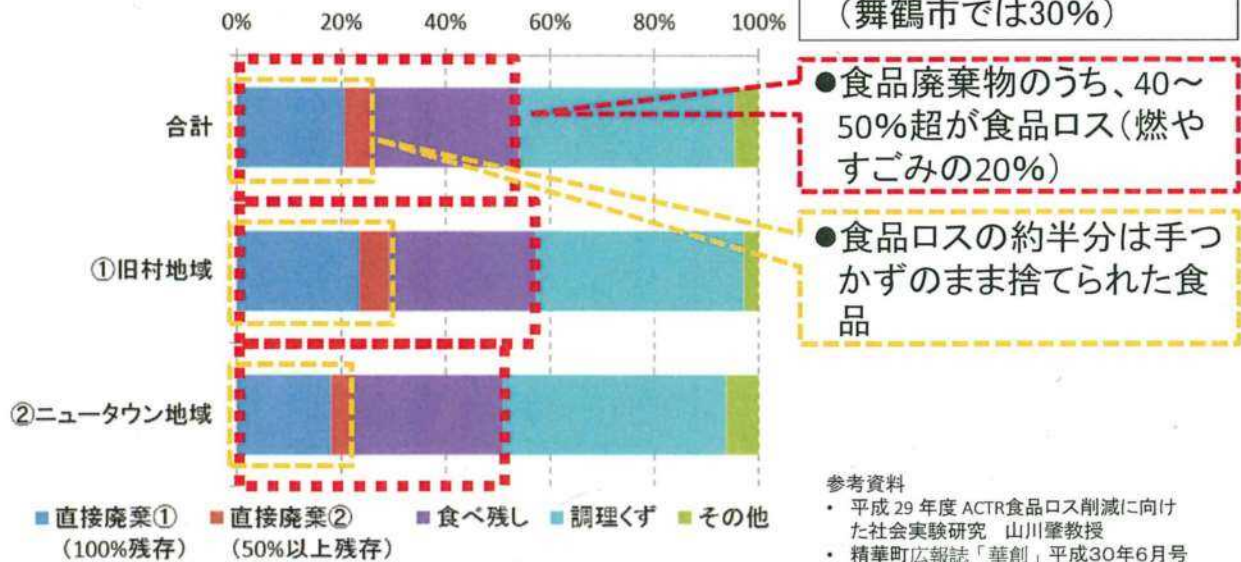 0% 20% 40% 60% 80% 100%
(舞鶴市では30%)
合計
①旧村地域
②ニュータウン地域
●食品廃棄物のうち、40～
50%超が食品ロス(燃や
すごみの20%)
●食品ロスの約半分は手つ
かずのまま捨てられた食
品
直接廃棄①
(100%残存)
直接廃棄②
(50%以上残存)
食べ残し
調理くず
その他
参考資料
・ 平成 29 年度 ACTR食品ロス削減に向け
た社会実験研究 山川肇教授
・ 精華町広報誌「華創」平成30年6月号